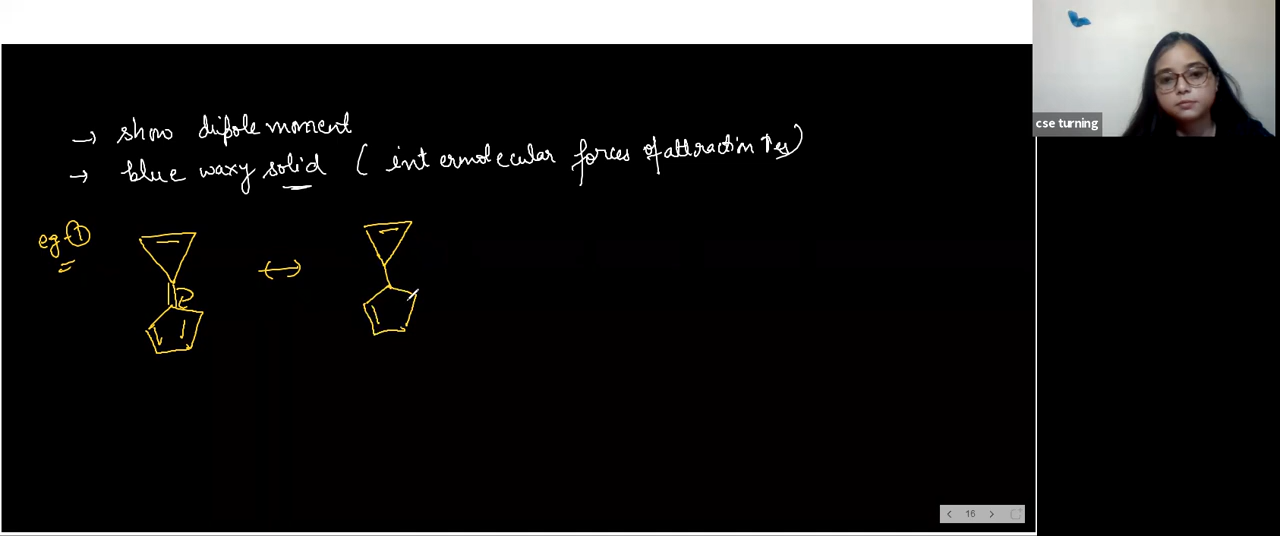 cse turning
→ show dipole moment
→ blue waxy solid ( intermolecular forces of attraction ↑es)
eg-①
< 16 >